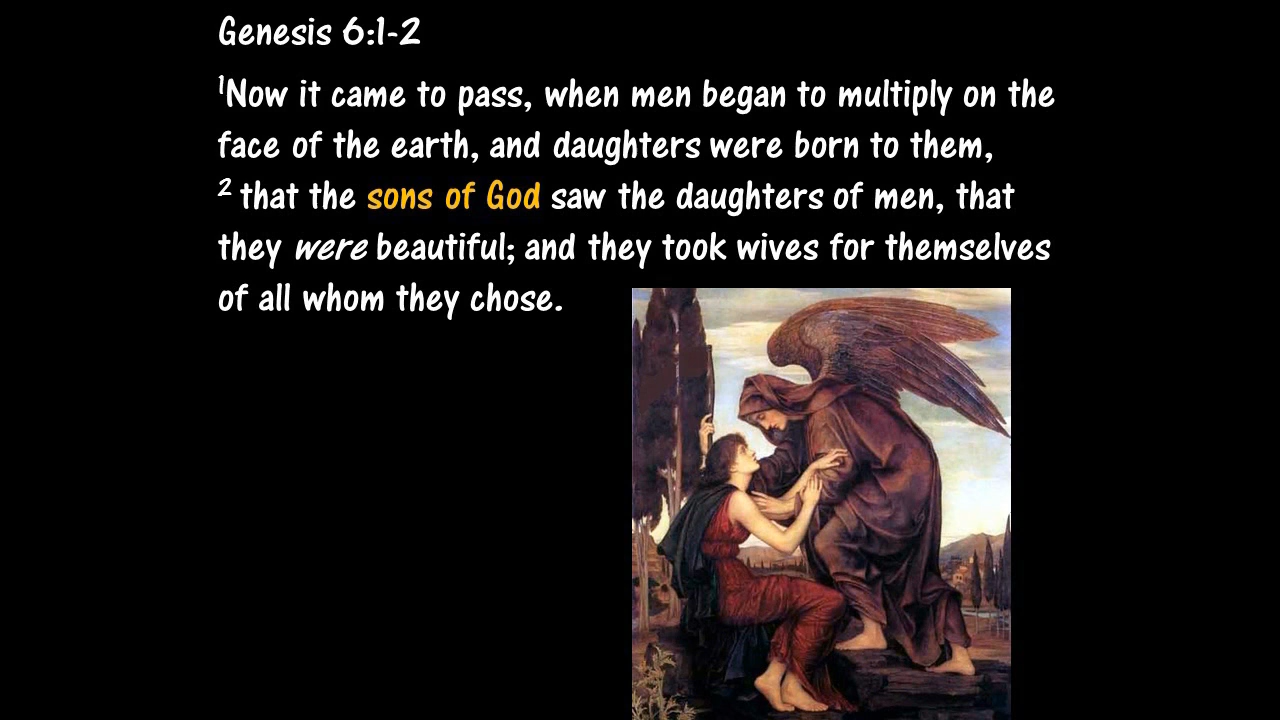 Genesis 6:1-2
1Now it came to pass, when men began to multiply on the
face of the earth, and daughters were born to them,
2 that the sons of God saw the daughters of men, that
they were beautiful; and they took wives for themselves
of all whom they chose.